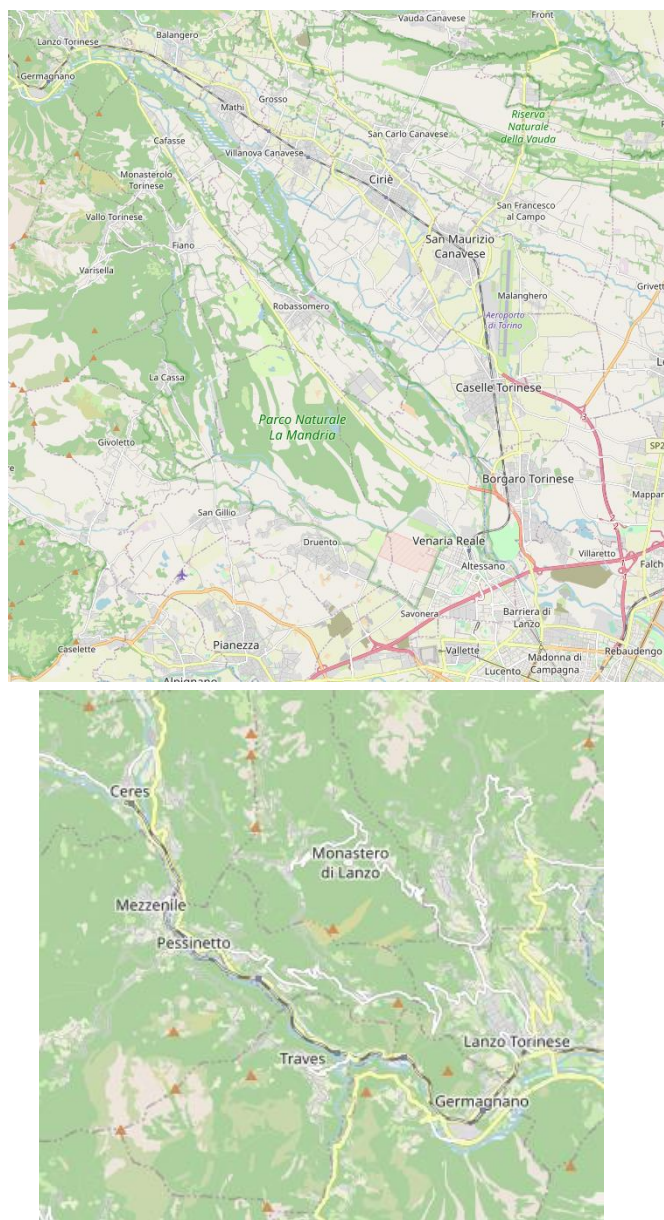 Vauda Canavese
Front
Lanzo Torinese
Balangero
Germagnano
Mathi
Grosso
Riserva
Naturale
della Vauda
San Carlo Canavese
Cafasse
Villanova Canavese
Ciriè
Monasterolo
Torinese
San Francesco
al Campo
Vallo Torinese
Fiano
San Maurizio
Canavese
Varisella
Malanghero
Robassomero
Aeroporto
di Torino
La Cassa
Caselle Torinese
Parco Naturale
La Mandria
Givoletto
SP2
Borgaro Torinese
Mappan
San Gillio
Druento
Venaria Reale
Villaretto
Altessano
Falch
Savonera
Barriera di
Lanzo
Caselette
Pianezza
Vallette
Madonna di
Campagna
Rebaudengo
Lucento
Alpignano
Ceres
Monastero
di Lanzo
Mezzenile
Pessinetto
Lanzo Torinese
Traves
Germagnano